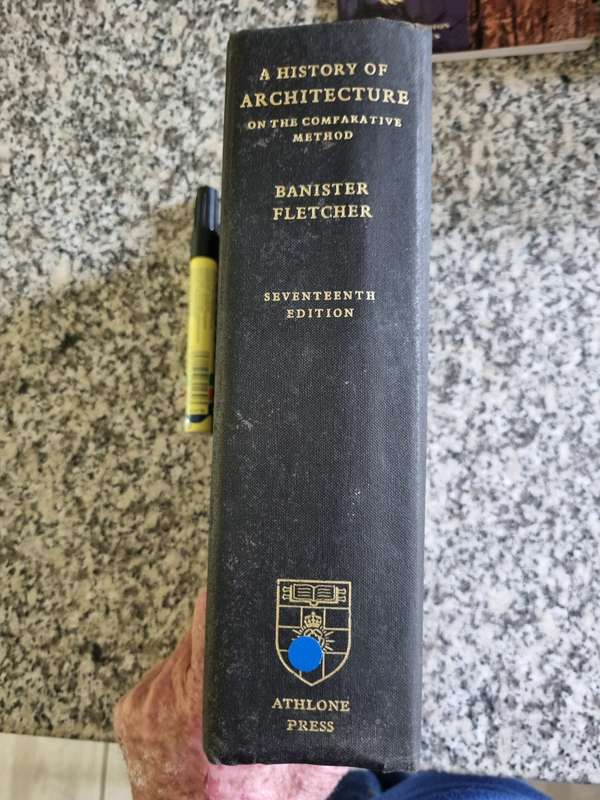 A HISTORY OF
ARCHITECTURE
ON THE COMPARATIVE
METHOD
BANISTER
FLETCHER
SEVENTEENTH
EDITION
ATHLONE
PRESS